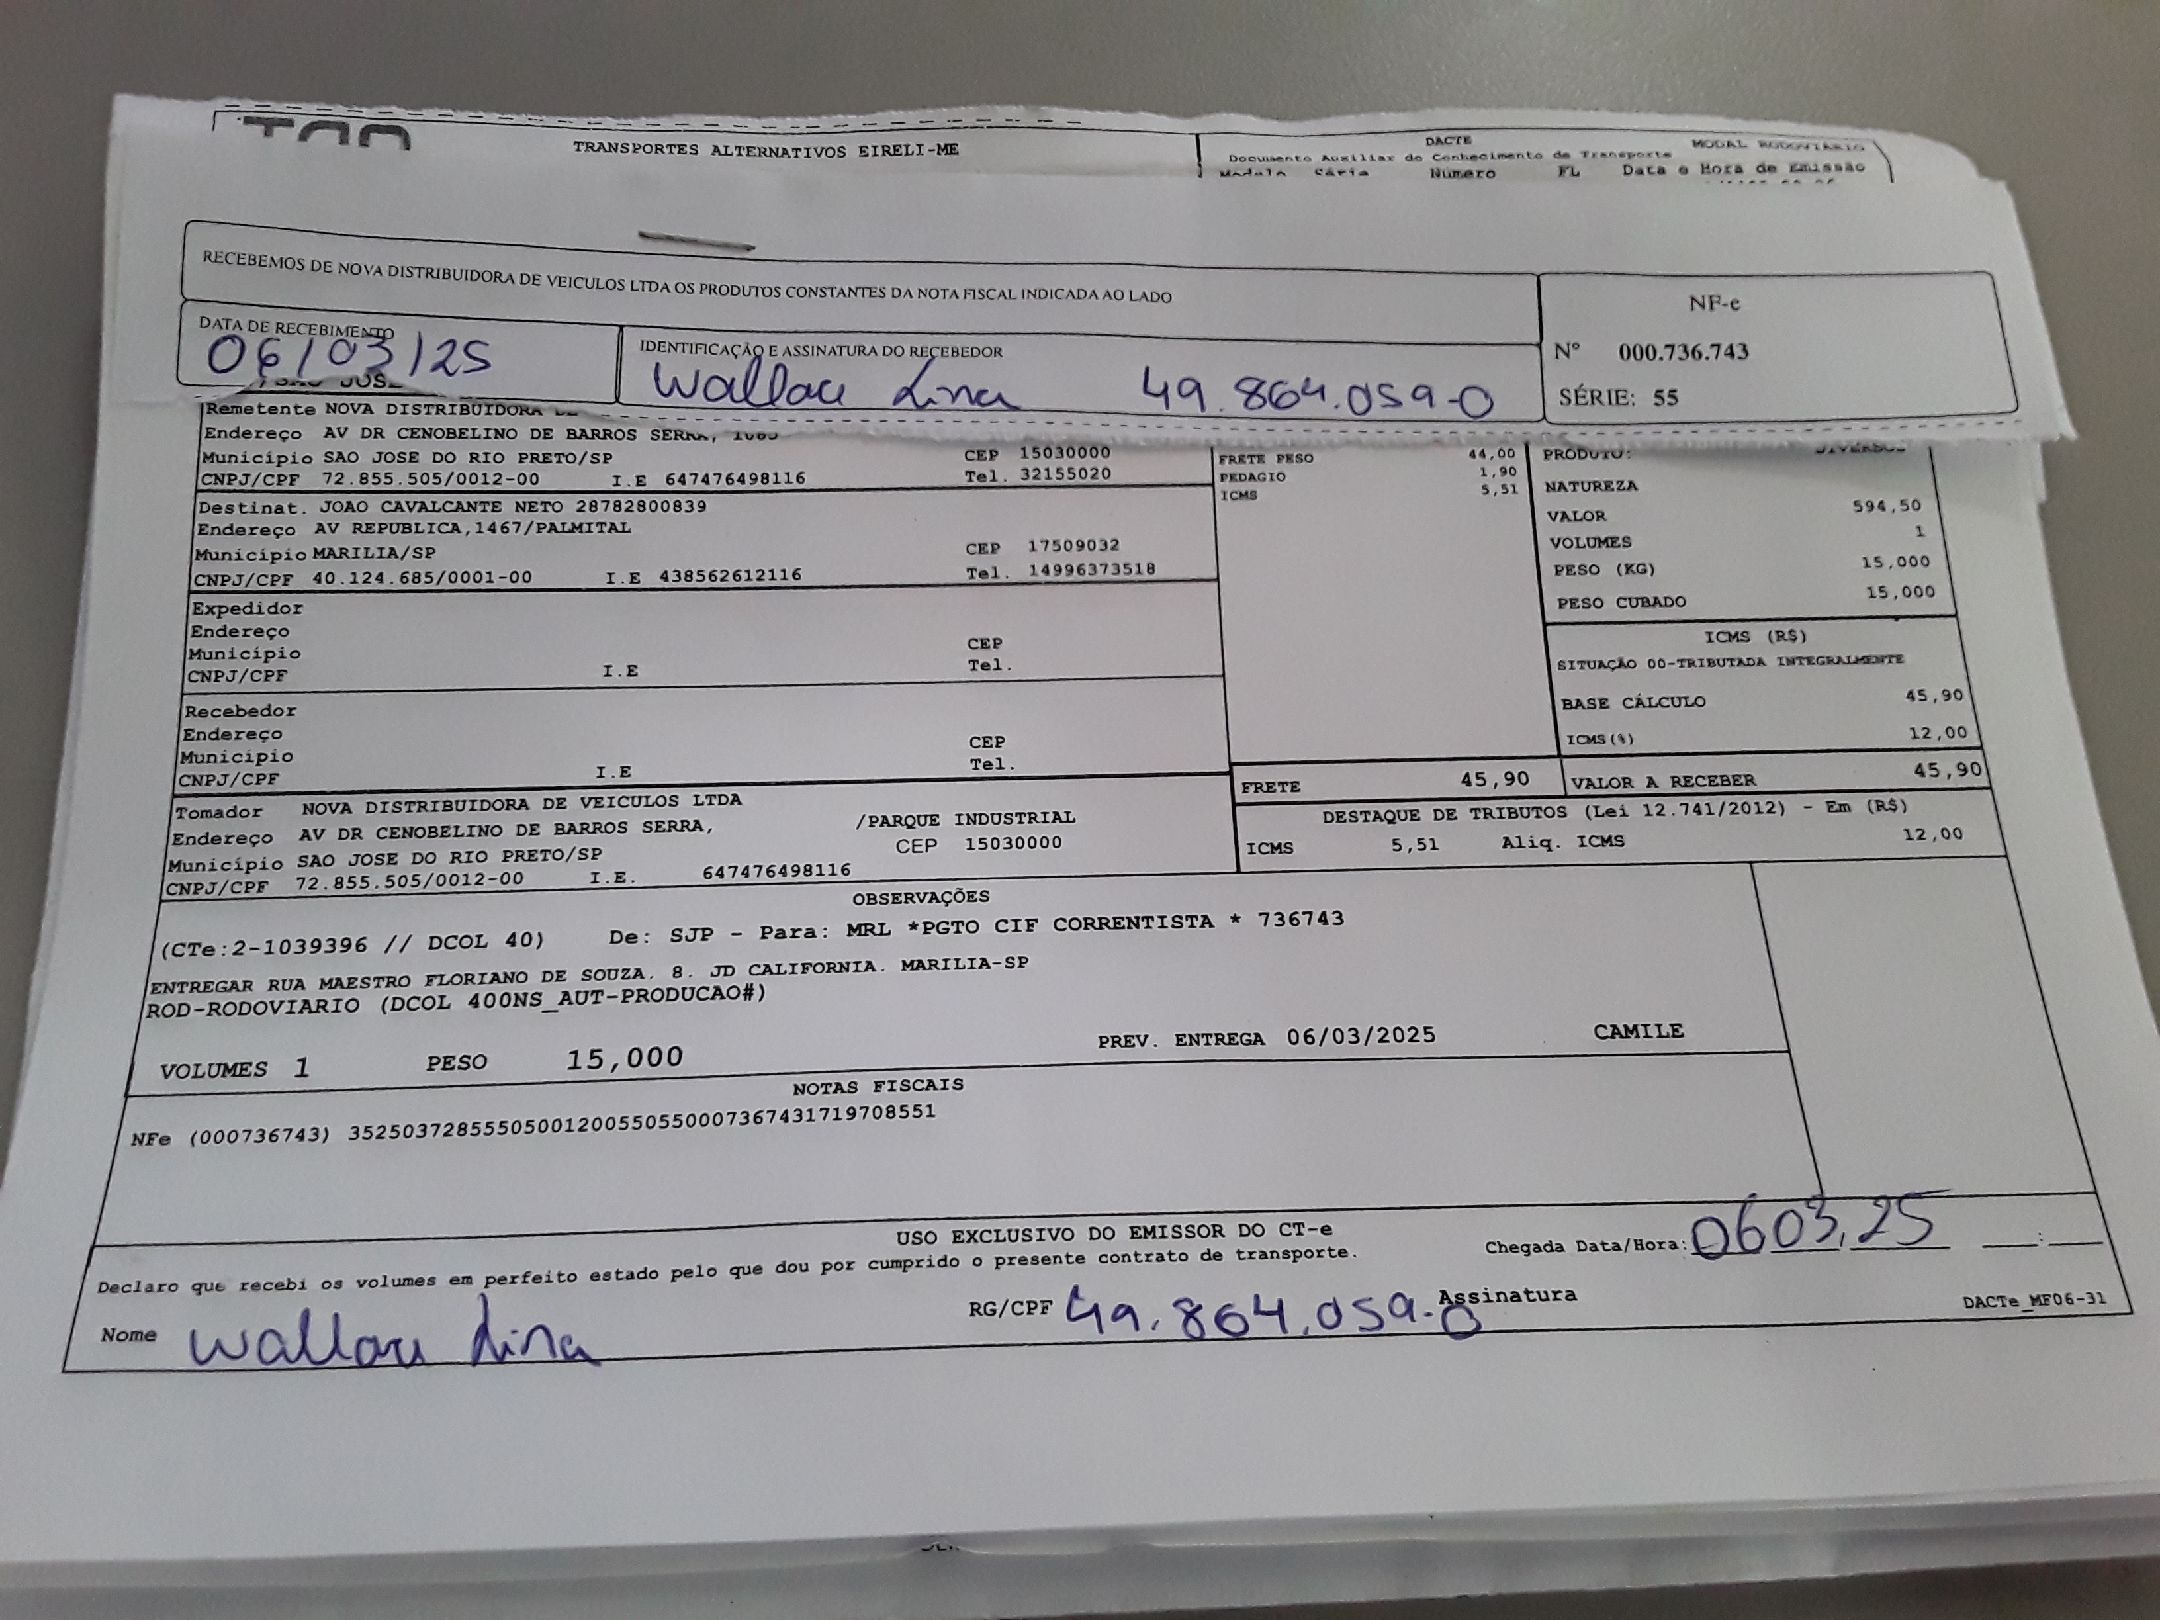 TRANSPORTES ALTERNATIVOS EIRELI-ME
DACTE MODAL RODOVIÁRIO
Documento Auxiliar do Conhecimento de Transporte
Modelo Série Número FL Data e Hora de Emissão
RECEBEMOS DE NOVA DISTRIBUIDORA DE VEICULOS LTDA OS PRODUTOS CONSTANTES DA NOTA FISCAL INDICADA AO LADO
NF-e
Nº 000.736.743
SÉRIE: 55
DATA DE RECEBIMENTO
06/03/25
IDENTIFICAÇÃO E ASSINATURA DO RECEBEDOR
Wallace Lima 49.864.059-0
Remetente NOVA DISTRIBUIDORA DE
Endereço AV DR CENOBELINO DE BARROS SERRA,
Município SAO JOSE DO RIO PRETO/SP CEP 15030000
CNPJ/CPF 72.855.505/0012-00 I.E 647476498116 Tel. 32155020
Destinat. JOAO CAVALCANTE NETO 28782800839
Endereço AV REPUBLICA,1467/PALMITAL
Município MARILIA/SP CEP 17509032
CNPJ/CPF 40.124.685/0001-00 I.E 438562612116 Tel. 14996373518
Expedidor
Endereço
Município CEP
CNPJ/CPF I.E Tel.
Recebedor
Endereço
Município CEP
CNPJ/CPF I.E Tel.
Tomador NOVA DISTRIBUIDORA DE VEICULOS LTDA
Endereço AV DR CENOBELINO DE BARROS SERRA, /PARQUE INDUSTRIAL
Município SAO JOSE DO RIO PRETO/SP CEP 15030000
CNPJ/CPF 72.855.505/0012-00 I.E. 647476498116
FRETE PESO 44,00
PEDAGIO 1,90
ICMS 5,51
PRODUTO: DIVERSOS
NATUREZA
VALOR 594,50
VOLUMES 1
PESO (KG) 15,000
PESO CUBADO 15,000
ICMS (R$)
SITUAÇÃO 00-TRIBUTADA INTEGRALMENTE
BASE CÁLCULO 45,90
ICMS(%) 12,00
FRETE 45,90 VALOR A RECEBER 45,90
DESTAQUE DE TRIBUTOS (Lei 12.741/2012) - Em (R$)
ICMS 5,51 Aliq. ICMS 12,00
OBSERVAÇÕES
(CTe:2-1039396 // DCOL 40) De: SJP - Para: MRL *PGTO CIF CORRENTISTA * 736743
ENTREGAR RUA MAESTRO FLORIANO DE SOUZA. 8. JD CALIFORNIA. MARILIA-SP
ROD-RODOVIARIO (DCOL 400NS_AUT-PRODUCAO#)
VOLUMES 1 PESO 15,000 PREV. ENTREGA 06/03/2025 CAMILE
NOTAS FISCAIS
NFe (000736743) 35250372855505001200550550007367431719708551
USO EXCLUSIVO DO EMISSOR DO CT-e
Declaro que recebi os volumes em perfeito estado pelo que dou por cumprido o presente contrato de transporte.
Chegada Data/Hora: 06 03, 25 __:__
Nome Wallace Lima RG/CPF 49.864.059-0 Assinatura
DACTe_MF06-31